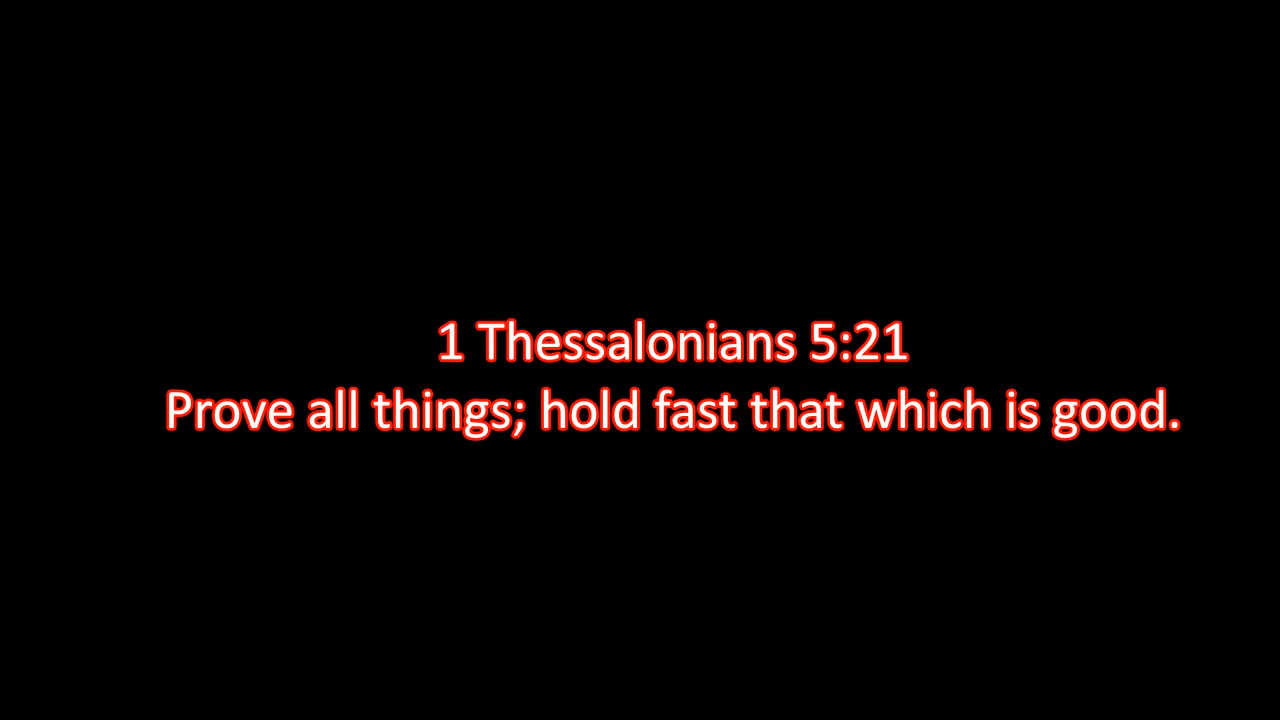 1 Thessalonians 5:21
Prove all things; hold fast that which is good.